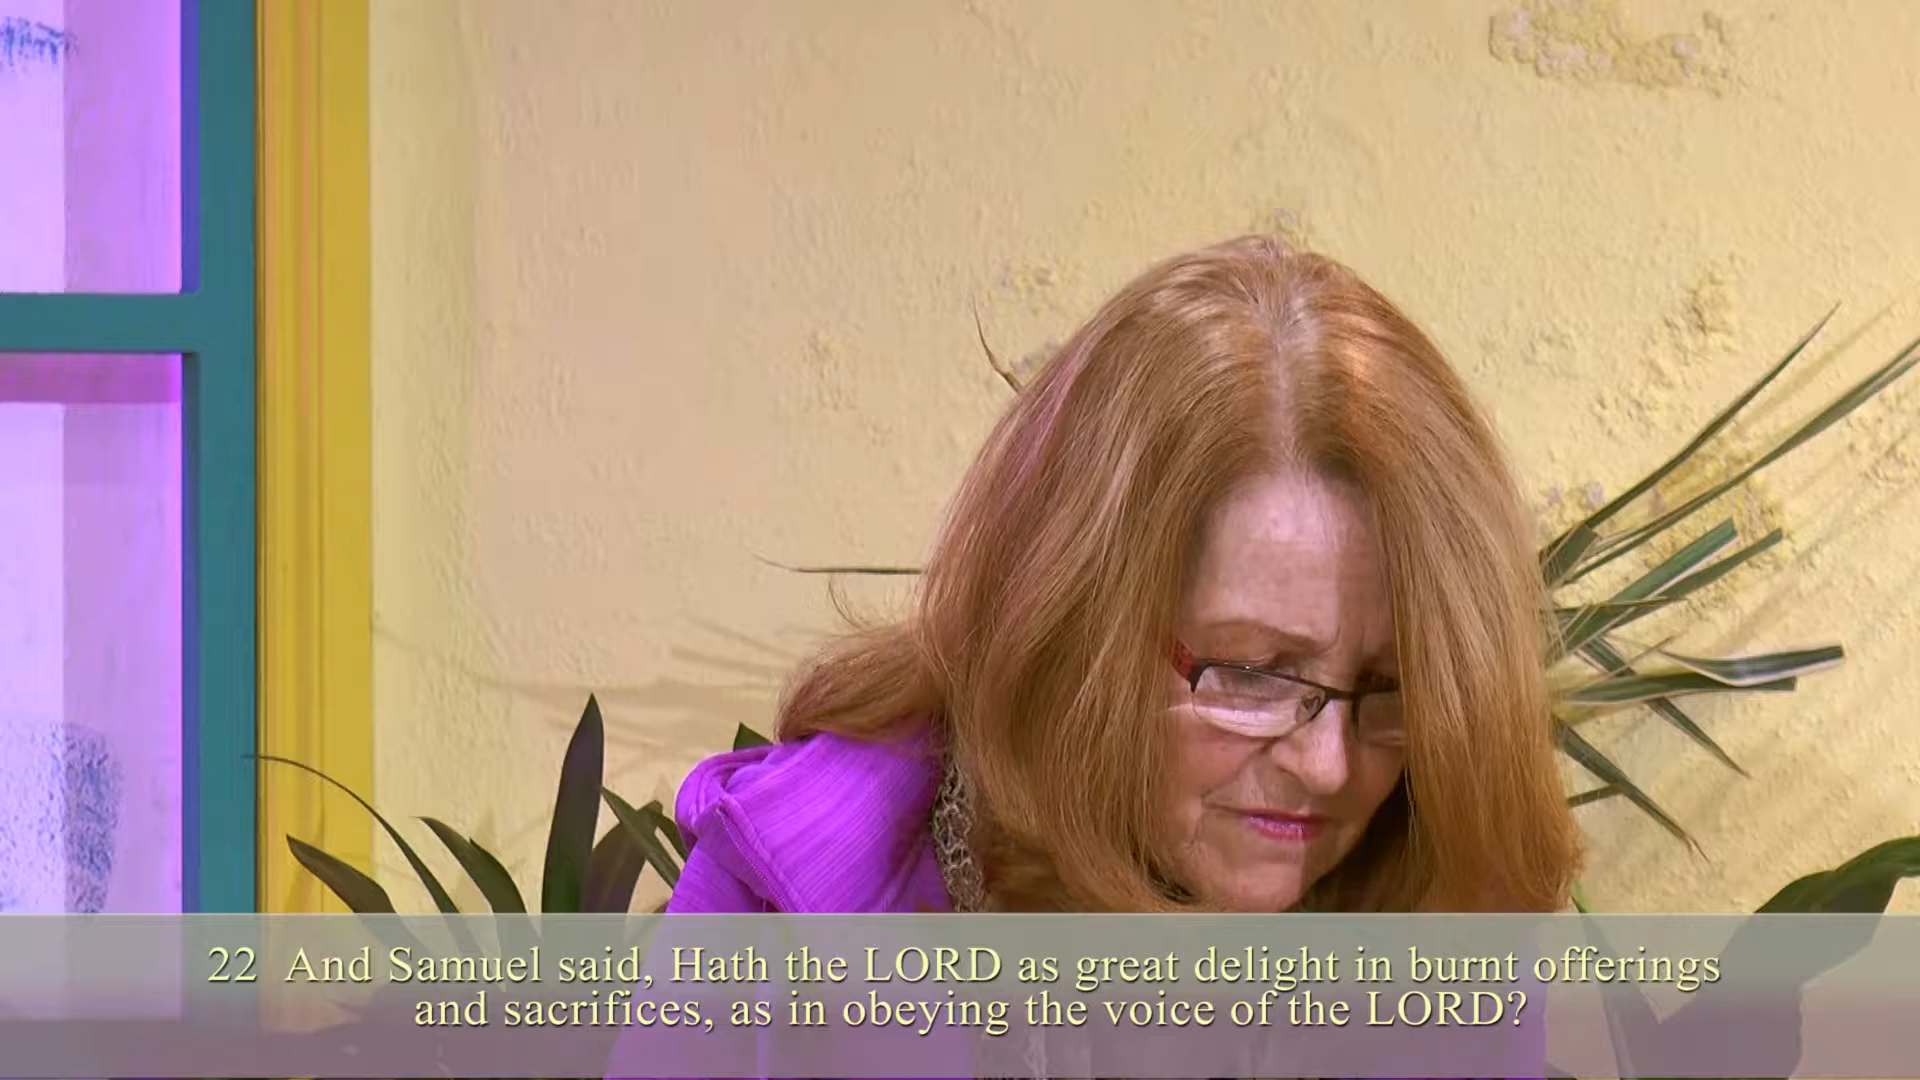 22 And Samuel said, Hath the LORD as great delight in burnt offerings
and sacrifices, as in obeying the voice of the LORD?